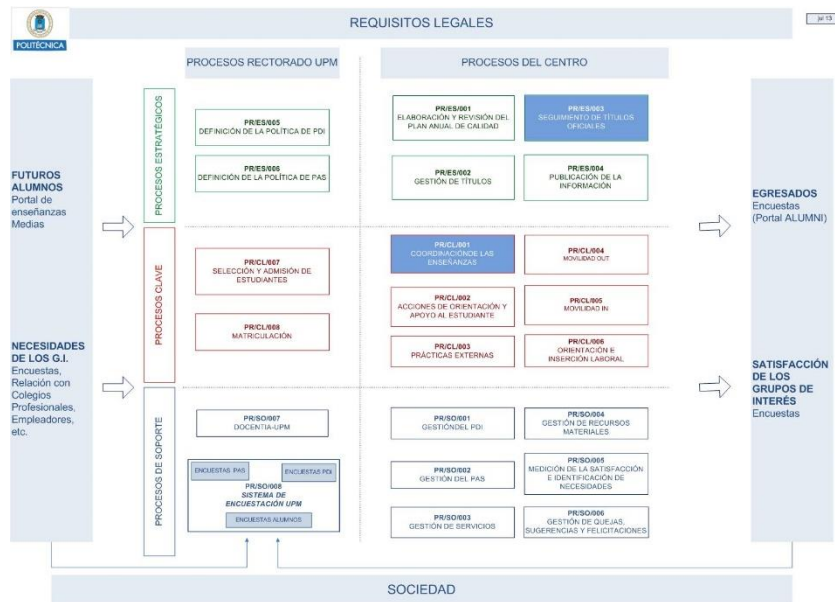 REQUISITOS LEGALES
jul 13
POLITÉCNICA
PROCESOS RECTORADO UPM
PROCESOS DEL CENTRO
FUTUROS
ALUMNOS
Portal de
enseñanzas
Medias
NECESIDADES
DE LOS G.I.
Encuestas,
Relación con
Colegios
Profesionales,
Empleadores,
etc.
PROCESOS ESTRATÉGICOS
PR/ES/005
DEFINICIÓN DE LA POLÍTICA DE PDI
PR/ES/006
DEFINICIÓN DE LA POLÍTICA DE PAS
PR/ES/001
ELABORACIÓN Y REVISIÓN DEL
PLAN ANUAL DE CALIDAD
PR/ES/003
SEGUIMIENTO DE TÍTULOS
OFICIALES
PR/ES/002
GESTIÓN DE TÍTULOS
PR/ES/004
PUBLICACIÓN DE LA
INFORMACIÓN
PROCESOS CLAVE
PR/CL/007
SELECCIÓN Y ADMISIÓN DE
ESTUDIANTES
PR/CL/008
MATRICULACIÓN
PR/CL/001
COORDINACIÓNDE LAS
ENSEÑANZAS
PR/CL/004
MOVILIDAD OUT
PR/CL/002
ACCIONES DE ORIENTACIÓN Y
APOYO AL ESTUDIANTE
PR/CL/005
MOVILIDAD IN
PR/CL/003
PRÁCTICAS EXTERNAS
PR/CL/006
ORIENTACIÓN E
INSERCIÓN LABORAL
PROCESOS DE SOPORTE
PR/SO/007
DOCENTIA-UPM
ENCUESTAS PAS
ENCUESTAS PDI
PR/SO/008
SISTEMA DE
ENCUESTACIÓN UPM
ENCUESTAS ALUMNOS
PR/SO/001
GESTIÓNDEL PDI
PR/SO/004
GESTIÓN DE RECURSOS
MATERIALES
PR/SO/002
GESTIÓN DEL PAS
PR/SO/005
MEDICIÓN DE LA SATISFACCIÓN
E IDENTIFICACIÓN DE
NECESIDADES
PR/SO/003
GESTIÓN DE SERVICIOS
PR/SO/006
GESTIÓN DE QUEJAS,
SUGERENCIAS Y FELICITACIONES
EGRESADOS
Encuestas
(Portal ALUMNI)
SATISFACCIÓN
DE LOS
GRUPOS DE
INTERÉS
Encuestas
SOCIEDAD